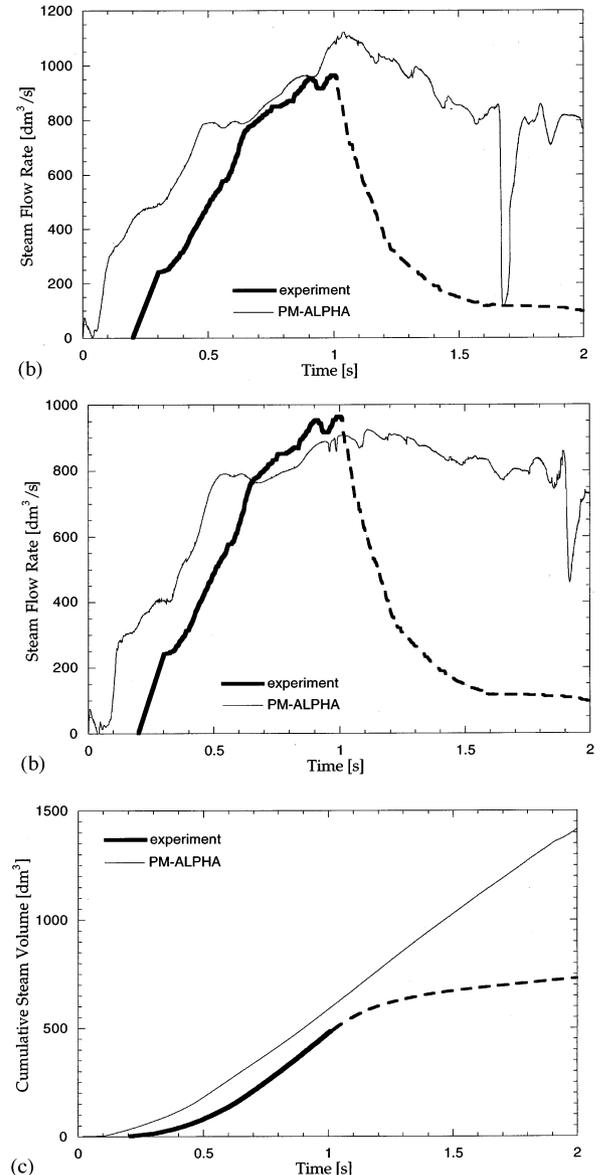 1200
1000
800
600
400
200
0
Steam Flow Rate [dm³/s]
experiment
PM-ALPHA
0 0.5 1 1.5 2
Time [s]
(b)
1000
800
600
400
200
0
Steam Flow Rate [dm³/s]
experiment
PM-ALPHA
0 0.5 1 1.5 2
Time [s]
(b)
1500
1000
500
0
Cumulative Steam Volume [dm³]
experiment
PM-ALPHA
0 0.5 1 1.5 2
Time [s]
(c)